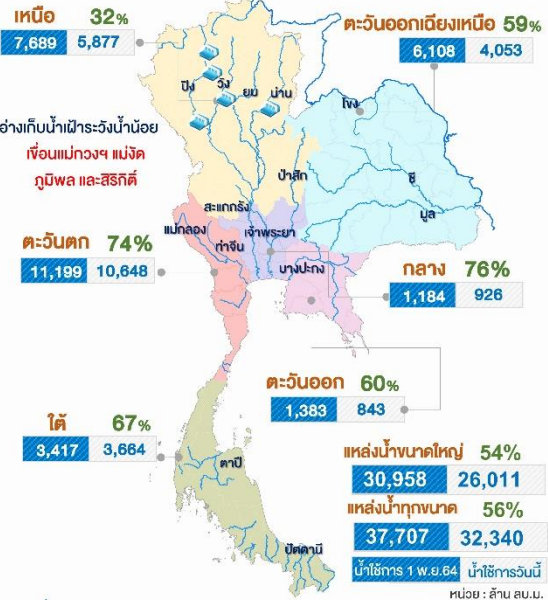 เหนือ 32%
7,689 5,877
ตะวันออกเฉียงเหนือ 59%
6,108 4,053
ปิง
วัง
ยม
น่าน
โขง
อ่างเก็บน้ำเฝ้าระวังน้ำน้อย
เขื่อนแม่กวงฯ แม่งัด
ภูมิพล และสิริกิติ์
ป่าสัก
ชี
มูล
สะแกกรัง
แม่กลอง
ท่าจีน
เจ้าพระยา
บางปะกง
ตะวันตก 74%
11,199 10,648
กลาง 76%
1,184 926
ตะวันออก 60%
1,383 843
ใต้ 67%
3,417 3,664
ตาปี
ปัตตานี
แหล่งน้ำขนาดใหญ่ 54%
30,958 26,011
แหล่งน้ำทุกขนาด 56%
37,707 32,340
น้ำใช้การ 1 พ.ย.64 น้ำใช้การวันนี้
หน่วย : ล้าน ลบ.ม.